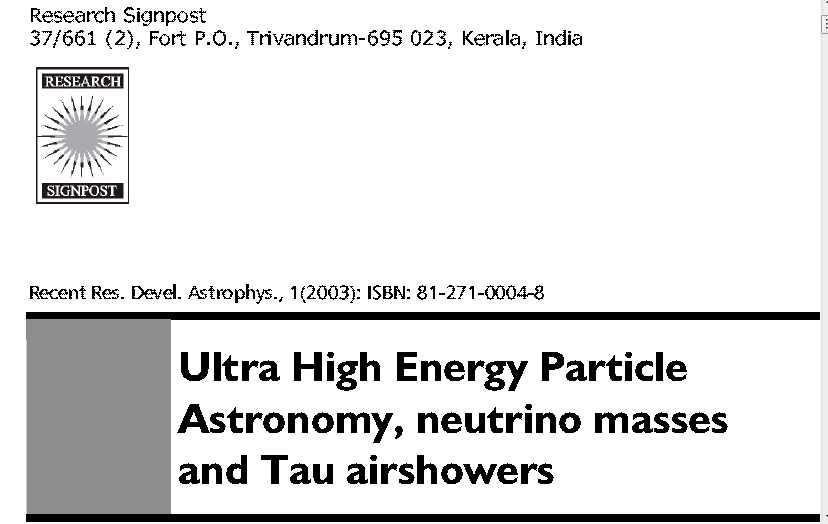 Research Signpost
37/661 (2), Fort P.O., Trivandrum-695 023, Kerala, India
RESEARCH
SIGNPOST
Recent Res. Devel. Astrophys., 1(2003): ISBN: 81-271-0004-8
Ultra High Energy Particle
Astronomy, neutrino masses
and Tau airshowers